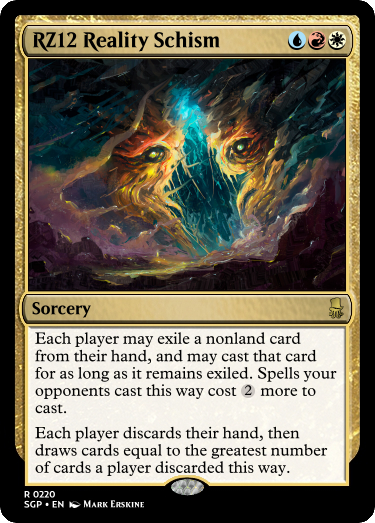 RZ12 Reality Schism
Sorcery
Each player may exile a nonland card
from their hand, and may cast that card
for as long as it remains exiled. Spells your
opponents cast this way cost 2 more to
cast.
Each player discards their hand, then
draws cards equal to the greatest number
of cards a player discarded this way.
R 0220
SGP • EN Mark Erskine